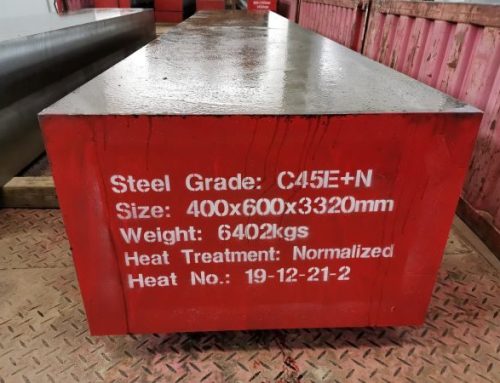 Steel Grade: C45E+N
Size: 400x600x3320mm
Weight: 6402kgs
Heat Treatment: Normalized
Heat No.: 19-12-21-2